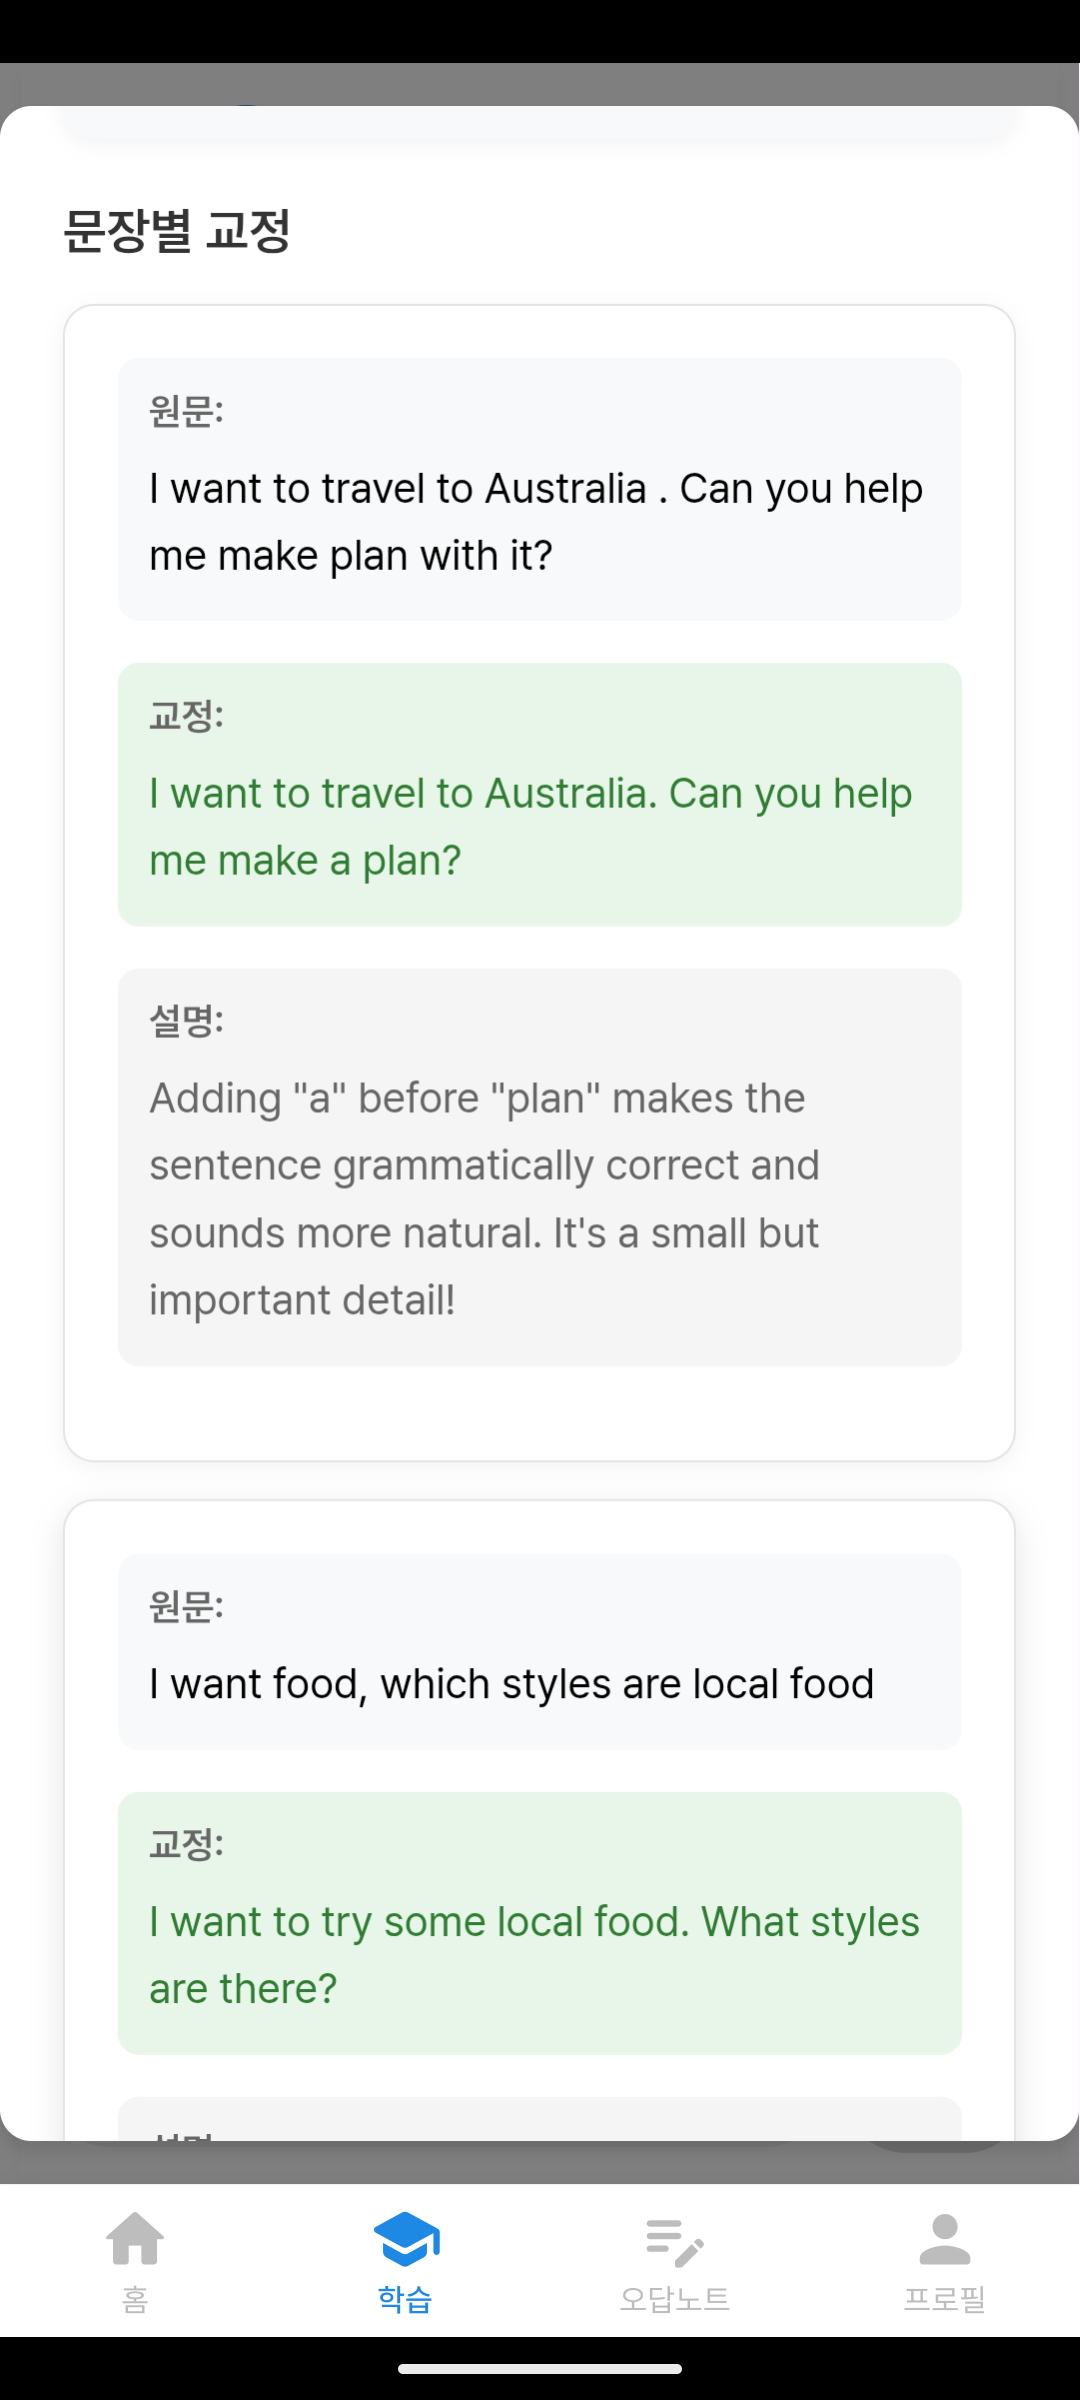 문장별 교정
원문:
I want to travel to Australia . Can you help
me make plan with it?
교정:
I want to travel to Australia. Can you help
me make a plan?
설명:
Adding "a" before "plan" makes the
sentence grammatically correct and
sounds more natural. It's a small but
important detail!
원문:
I want food, which styles are local food
교정:
I want to try some local food. What styles
are there?
홈
학습
오답노트
프로필